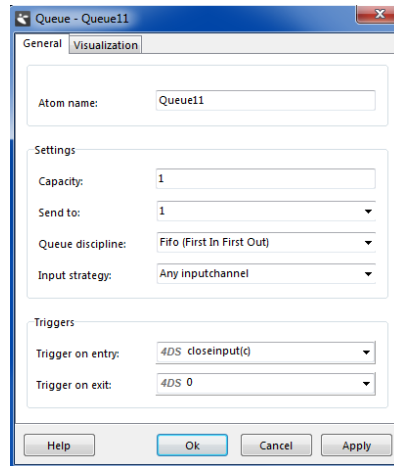 Queue - Queue11
General Visualization
Atom name: Queue11
Settings
Capacity: 1
Send to: 1
Queue discipline: Fifo (First In First Out)
Input strategy: Any inputchannel
Triggers
Trigger on entry: 4DS closeinput(c)
Trigger on exit: 4DS 0
Help Ok Cancel Apply